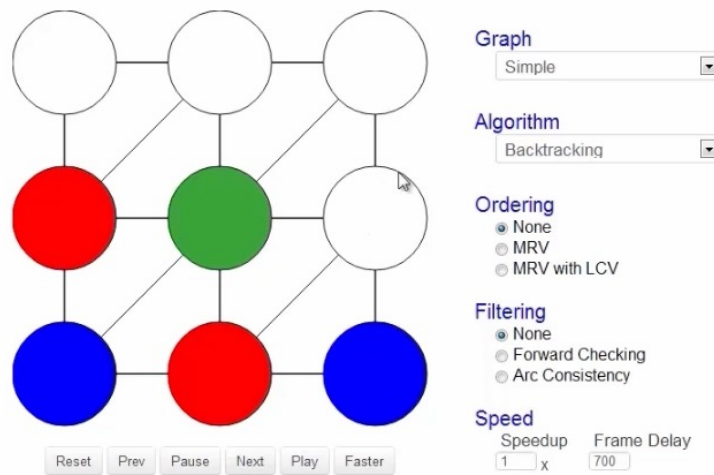 Graph
Simple
Algorithm
Backtracking
Ordering
None
MRV
MRV with LCV
Filtering
None
Forward Checking
Arc Consistency
Speed
Speedup Frame Delay
1 x 700
Reset Prev Pause Next Play Faster